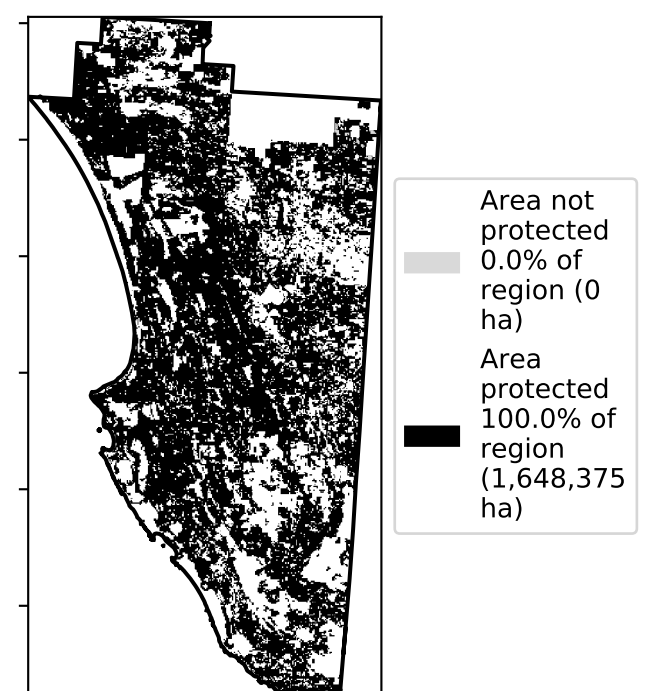 Area not
protected
0.0% of
region (0
ha)
Area
protected
100.0% of
region
(1,648,375
ha)